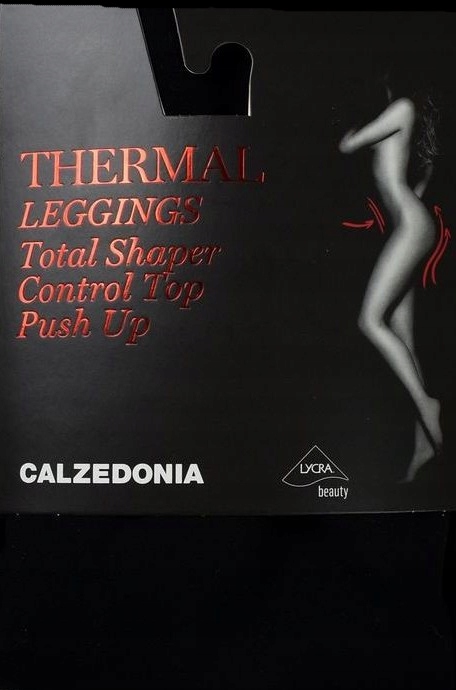 THERMAL
LEGGINGS
Total Shaper
Control Top
Push Up
CALZEDONIA
LYCRA
beauty